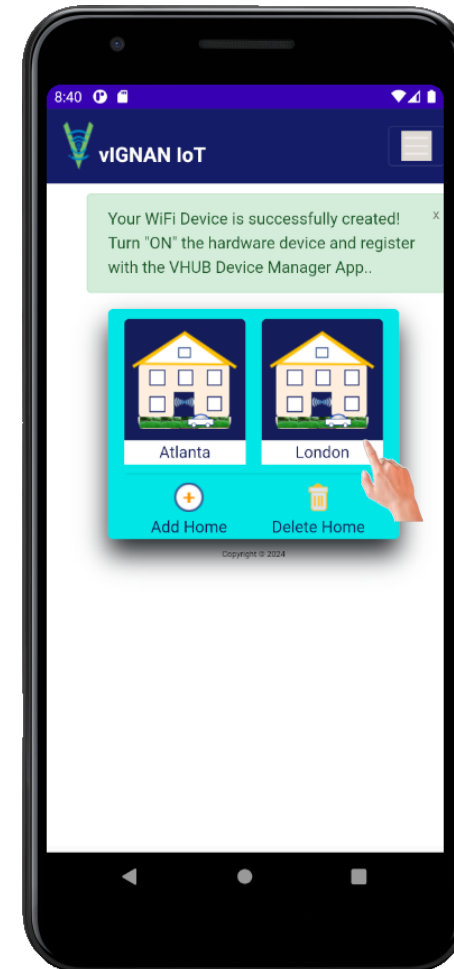 8:40
vIGNAN IoT
Your WiFi Device is successfully created! x
Turn "ON" the hardware device and register
with the VHUB Device Manager App..
Atlanta London
Add Home Delete Home
Copyright © 2024